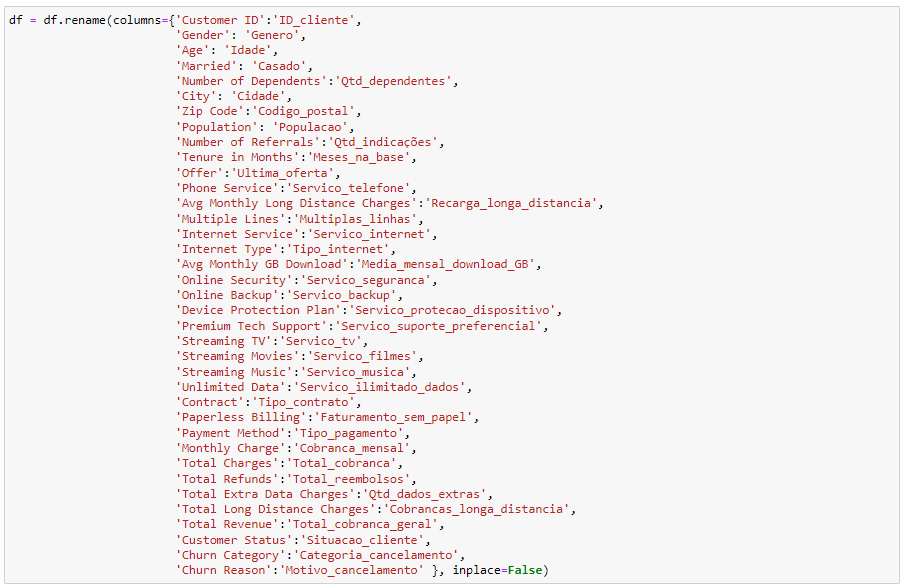 df = df.rename(columns={'Customer ID':'ID_cliente',
'Gender': 'Genero',
'Age': 'Idade',
'Married': 'Casado',
'Number of Dependents':'Qtd_dependentes',
'City': 'Cidade',
'Zip Code':'Codigo_postal',
'Population': 'Populacao',
'Number of Referrals':'Qtd_indicações',
'Tenure in Months':'Meses_na_base',
'Offer':'Ultima_oferta',
'Phone Service':'Servico_telefone',
'Avg Monthly Long Distance Charges':'Recarga_longa_distancia',
'Multiple Lines':'Multiplas_linhas',
'Internet Service':'Servico_internet',
'Internet Type':'Tipo_internet',
'Avg Monthly GB Download':'Media_mensal_download_GB',
'Online Security':'Servico_seguranca',
'Online Backup':'Servico_backup',
'Device Protection Plan':'Servico_protecao_dispositivo',
'Premium Tech Support':'Servico_suporte_preferencial',
'Streaming TV':'Servico_tv',
'Streaming Movies':'Servico_filmes',
'Streaming Music':'Servico_musica',
'Unlimited Data':'Servico_ilimitado_dados',
'Contract':'Tipo_contrato',
'Paperless Billing':'Faturamento_sem_papel',
'Payment Method':'Tipo_pagamento',
'Monthly Charge':'Cobranca_mensal',
'Total Charges':'Total_cobranca',
'Total Refunds':'Total_reembolsos',
'Total Extra Data Charges':'Qtd_dados_extras',
'Total Long Distance Charges':'Cobrancas_longa_distancia',
'Total Revenue':'Total_cobranca_geral',
'Customer Status':'Situacao_cliente',
'Churn Category':'Categoria_cancelamento',
'Churn Reason':'Motivo_cancelamento' }, inplace=False)